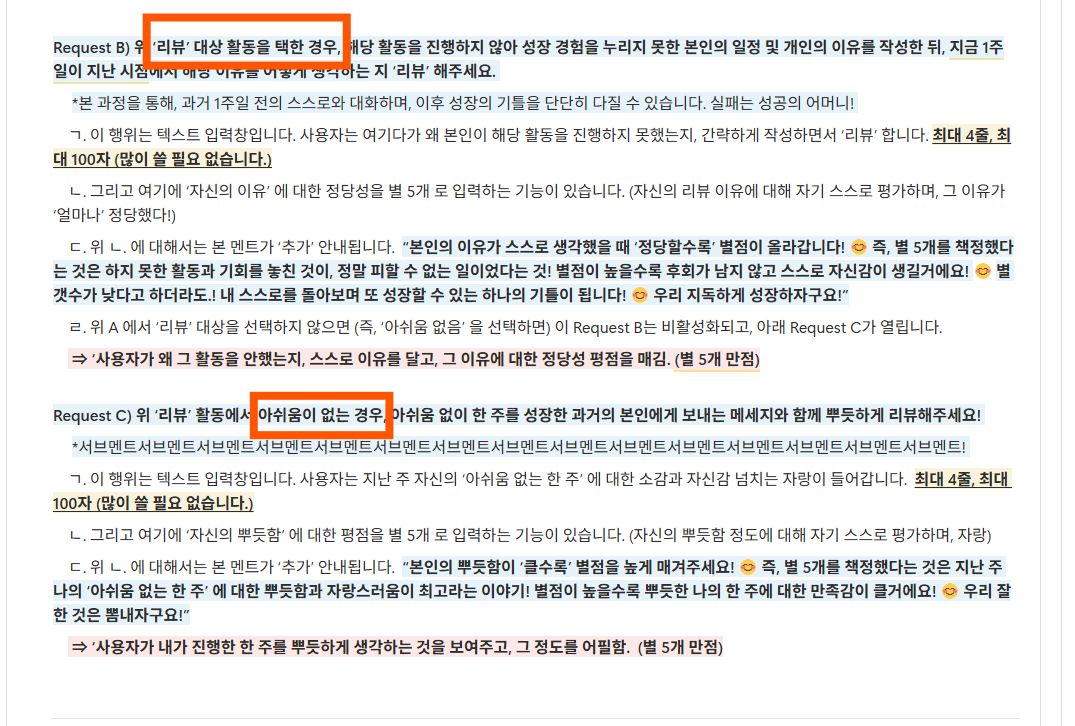 Request B) 위 ‘리뷰’ 대상 활동을 택한 경우, 해당 활동을 진행하지 않아 성장 경험을 누리지 못한 본인의 일정 및 개인의 이유를 작성한 뒤, 지금 1주
일이 지난 시점에서 해당 이유를 어떻게 생각하는 지 ‘리뷰’ 해주세요.
*본 과정을 통해, 과거 1주일 전의 스스로와 대화하며, 이후 성장의 기틀을 단단히 다질 수 있습니다. 실패는 성공의 어머니!
ㄱ. 이 행위는 텍스트 입력창입니다. 사용자는 여기다가 왜 본인이 해당 활동을 진행하지 못했는지, 간략하게 작성하면서 ‘리뷰’ 합니다. 최대 4줄, 최
대 100자 (많이 쓸 필요 없습니다.)
ㄴ. 그리고 여기에 ‘자신의 이유’ 에 대한 정당성을 별 5개 로 입력하는 기능이 있습니다. (자신의 리뷰 이유에 대해 자기 스스로 평가하며, 그 이유가
‘얼마나’ 정당했다!)
ㄷ. 위 ㄴ. 에 대해서는 본 멘트가 ‘추가’ 안내됩니다. “본인의 이유가 스스로 생각했을 때 ‘정당할수록’ 별점이 올라갑니다! 😊 즉, 별 5개를 책정했다
는 것은 하지 못한 활동과 기회를 놓친 것이, 정말 피할 수 없는 일이었다는 것! 별점이 높을수록 후회가 남지 않고 스스로 자신감이 생길거에요! 😊 별
갯수가 낮다고 하더라도.! 내 스스로를 돌아보며 또 성장할 수 있는 하나의 기틀이 됩니다! 😊 우리 지독하게 성장하자구요!”
ㄹ. 위 A 에서 ‘리뷰’ 대상을 선택하지 않으면 (즉, ‘아쉬움 없음’ 을 선택하면) 이 Request B는 비활성화되고, 아래 Request C가 열립니다.
⇒ ‘사용자가 왜 그 활동을 안했는지, 스스로 이유를 달고, 그 이유에 대한 정당성 평점을 매김. (별 5개 만점)
Request C) 위 ‘리뷰’ 활동에서 아쉬움이 없는 경우, 아쉬움 없이 한 주를 성장한 과거의 본인에게 보내는 메세지와 함께 뿌듯하게 리뷰해주세요!
*서브멘트서브멘트서브멘트서브멘트서브멘트서브멘트서브멘트서브멘트서브멘트서브멘트서브멘트서브멘트서브멘트서브멘트!
ㄱ. 이 행위는 텍스트 입력창입니다. 사용자는 지난 주 자신의 ‘아쉬움 없는 한 주’ 에 대한 소감과 자신감 넘치는 자랑이 들어갑니다. 최대 4줄, 최대
100자 (많이 쓸 필요 없습니다.)
ㄴ. 그리고 여기에 ‘자신의 뿌듯함’ 에 대한 평점을 별 5개 로 입력하는 기능이 있습니다. (자신의 뿌듯함 정도에 대해 자기 스스로 평가하며, 자랑)
ㄷ. 위 ㄴ. 에 대해서는 본 멘트가 ‘추가’ 안내됩니다. “본인의 뿌듯함이 ‘클수록’ 별점을 높게 매겨주세요! 😊 즉, 별 5개를 책정했다는 것은 지난 주
나의 ‘아쉬움 없는 한 주’ 에 대한 뿌듯함과 자랑스러움이 최고라는 이야기! 별점이 높을수록 뿌듯한 나의 한 주에 대한 만족감이 클거에요! 😊 우리 잘
한 것은 뽐내자구요!”
⇒ ‘사용자가 내가 진행한 한 주를 뿌듯하게 생각하는 것을 보여주고, 그 정도를 어필함. (별 5개 만점)